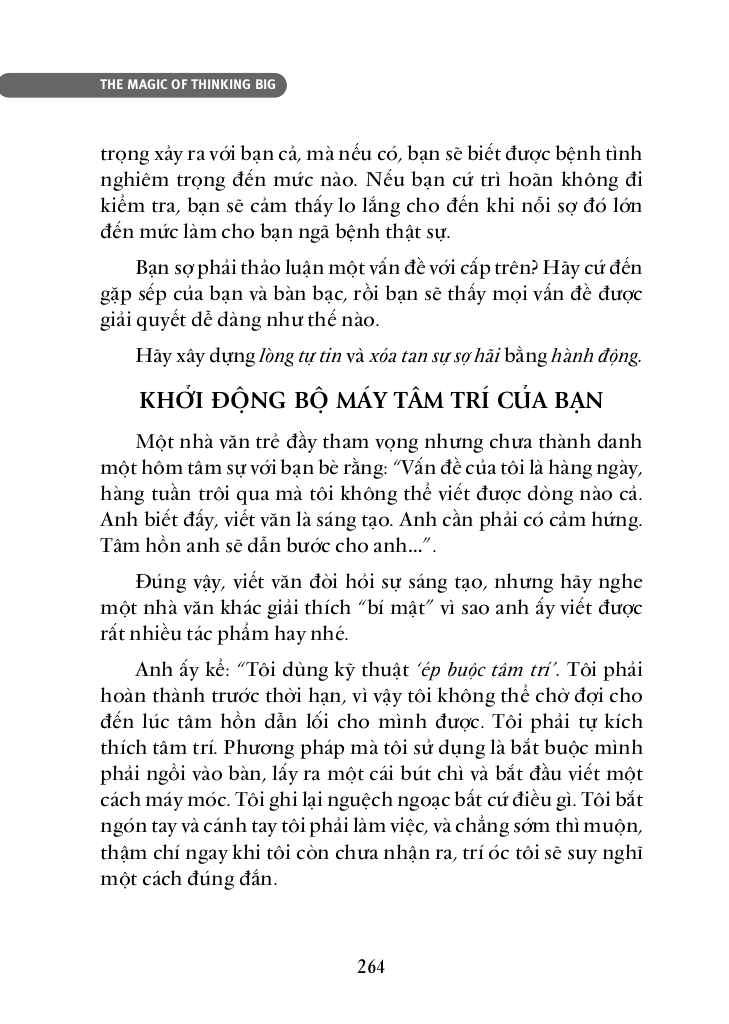 THE MAGIC OF THINKING BIG
trọng xảy ra với bạn cả, mà nếu có, bạn sẽ biết được bệnh tình
nghiêm trọng đến mức nào. Nếu bạn cứ trì hoãn không đi
kiểm tra, bạn sẽ cảm thấy lo lắng cho đến khi nỗi sợ đó lớn
đến mức làm cho bạn ngã bệnh thật sự.
Bạn sợ phải thảo luận một vấn đề với cấp trên? Hãy cứ đến
gặp sếp của bạn và bàn bạc, rồi bạn sẽ thấy mọi vấn đề được
giải quyết dễ dàng như thế nào.
Hãy xây dựng lòng tự tin và xóa tan sự sợ hãi bằng hành động.
KHỞI ĐỘNG BỘ MÁY TÂM TRÍ CỦA BẠN
Một nhà văn trẻ đầy tham vọng nhưng chưa thành danh
một hôm tâm sự với bạn bè rằng: “Vấn đề của tôi là hàng ngày,
hàng tuần trôi qua mà tôi không thể viết được dòng nào cả.
Anh biết đấy, viết văn là sáng tạo. Anh cần phải có cảm hứng.
Tâm hồn anh sẽ dẫn bước cho anh...”.
Đúng vậy, viết văn đòi hỏi sự sáng tạo, nhưng hãy nghe
một nhà văn khác giải thích “bí mật” vì sao anh ấy viết được
rất nhiều tác phẩm hay nhé.
Anh ấy kể: “Tôi dùng kỹ thuật ‘ép buộc tâm trí’. Tôi phải
hoàn thành trước thời hạn, vì vậy tôi không thể chờ đợi cho
đến lúc tâm hồn dẫn lối cho mình được. Tôi phải tự kích
thích tâm trí. Phương pháp mà tôi sử dụng là bắt buộc mình
phải ngồi vào bàn, lấy ra một cái bút chì và bắt đầu viết một
cách máy móc. Tôi ghi lại nguệch ngoạc bất cứ điều gì. Tôi bắt
ngón tay và cánh tay tôi phải làm việc, và chẳng sớm thì muộn,
thậm chí ngay khi tôi còn chưa nhận ra, trí óc tôi sẽ suy nghĩ
một cách đúng đắn.
264